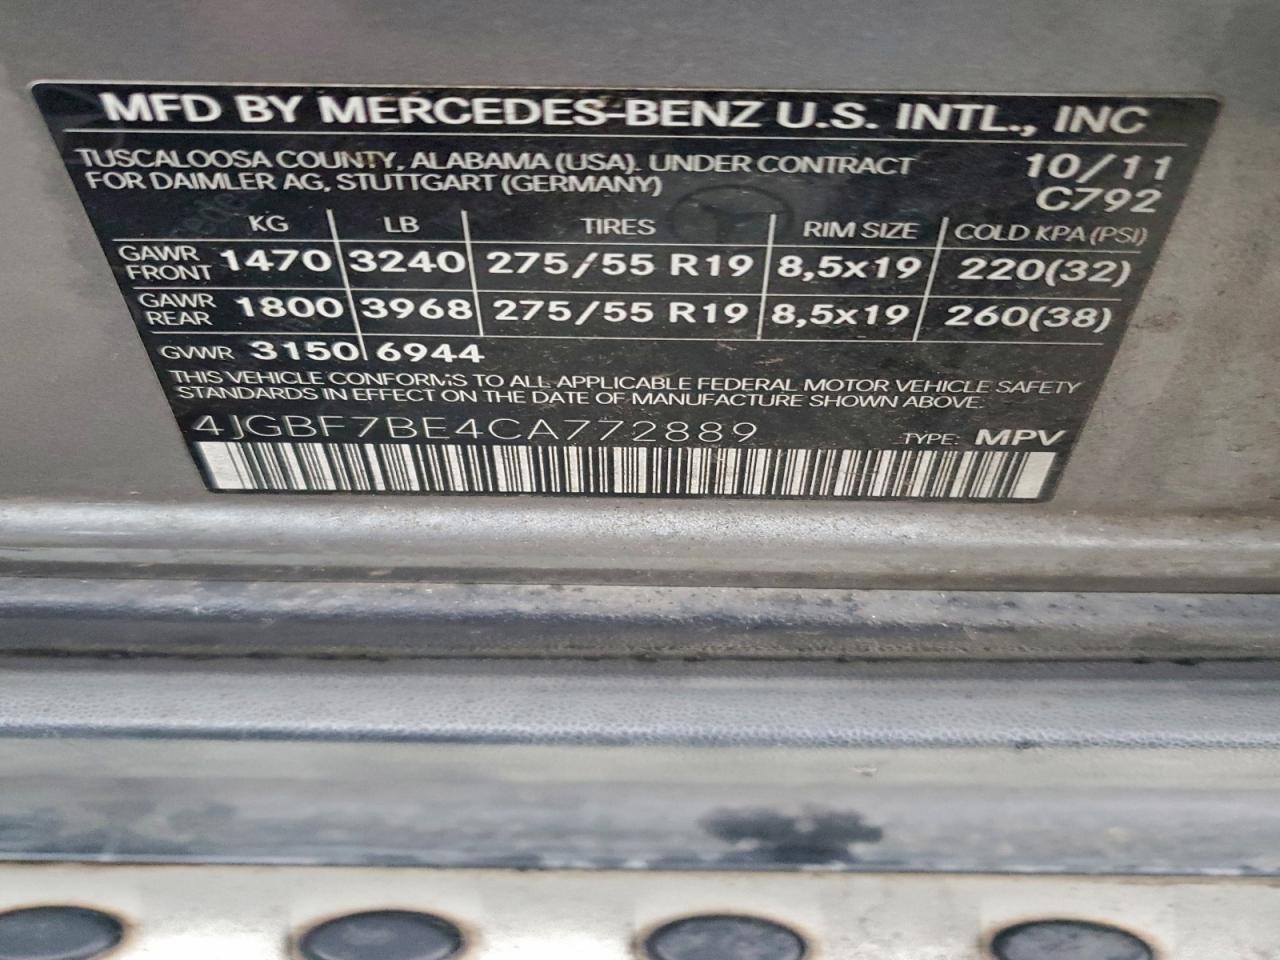 MFD BY MERCEDES-BENZ U.S. INTL., INC
TUSCALOOSA COUNTY, ALABAMA (USA). UNDER CONTRACT 10/11
FOR DAIMLER AG, STUTTGART (GERMANY) C792
KG LB TIRES RIM SIZE COLD KPA (PSI)
GAWR FRONT 1470 3240 275/55 R19 8,5x19 220(32)
GAWR REAR 1800 3968 275/55 R19 8,5x19 260(38)
GVWR 3150 6944
THIS VEHICLE CONFORMS TO ALL APPLICABLE FEDERAL MOTOR VEHICLE SAFETY
STANDARDS IN EFFECT ON THE DATE OF MANUFACTURE SHOWN ABOVE.
4JGBF7BE4CA772889 TYPE: MPV